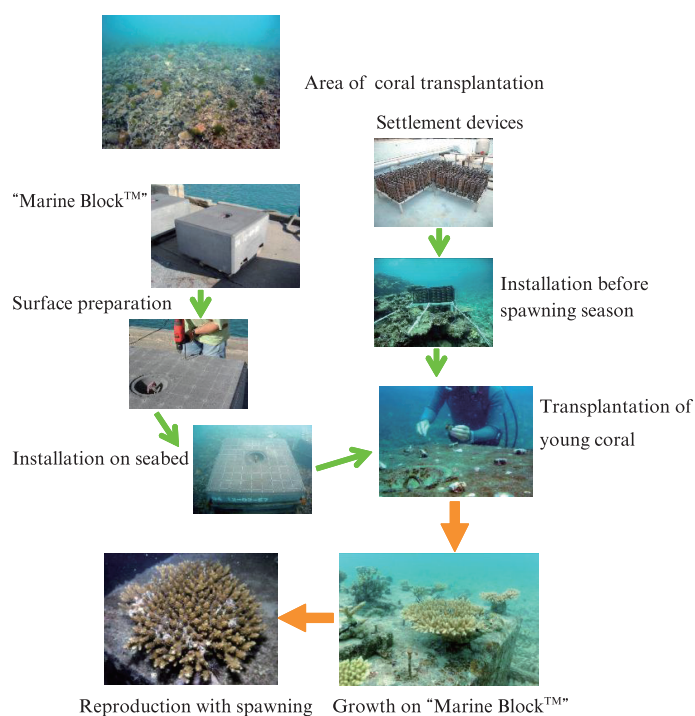 Area of coral transplantation
Settlement devices
“Marine Block™”
Installation before
spawning season
Surface preparation
Transplantation of
young coral
Installation on seabed
Reproduction with spawning
Growth on “Marine Block™”